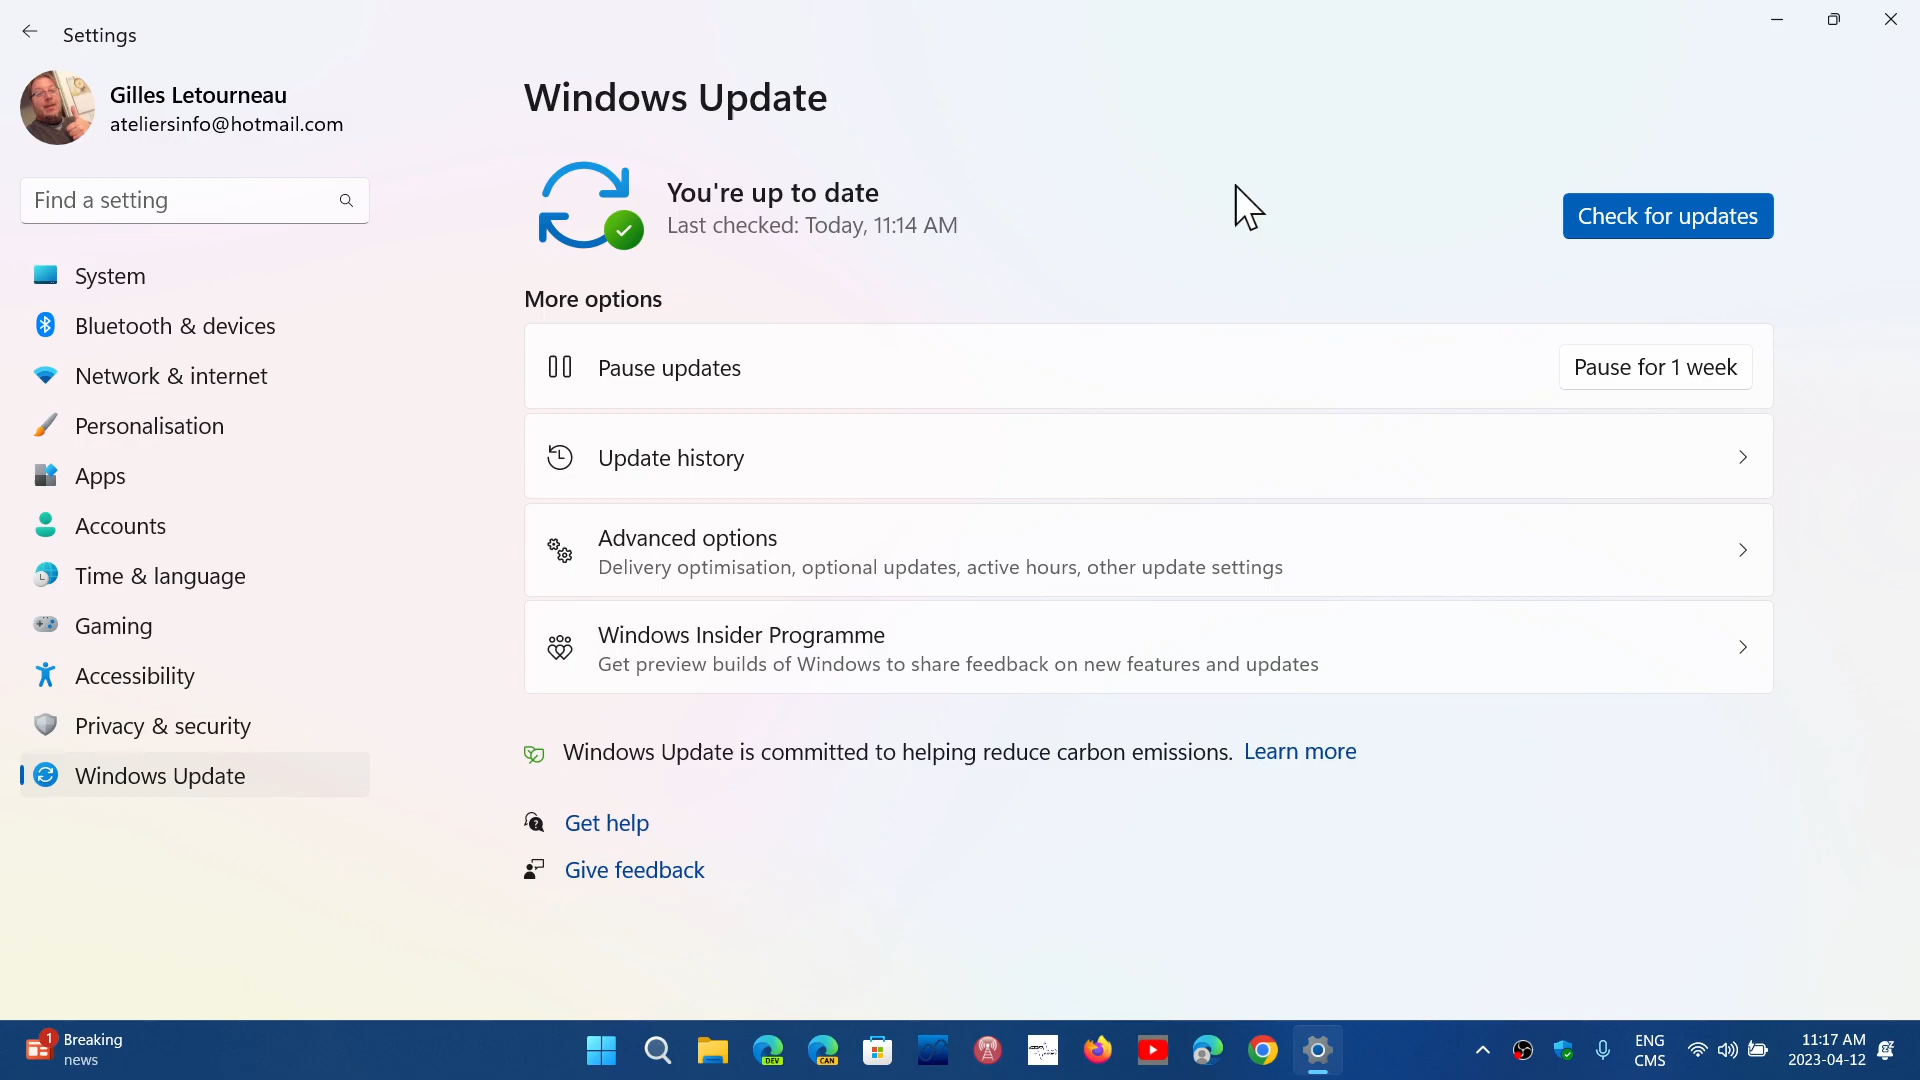 Settings
Gilles Letourneau
ateliersinfo@hotmail.com
Find a setting
System
Bluetooth & devices
Network & internet
Personalisation
Apps
Accounts
Time & language
Gaming
Accessibility
Privacy & security
Windows Update
Windows Update
You're up to date
Last checked: Today, 11:14 AM
Check for updates
More options
Pause updates
Pause for 1 week
Update history
Advanced options
Delivery optimisation, optional updates, active hours, other update settings
Windows Insider Programme
Get preview builds of Windows to share feedback on new features and updates
Windows Update is committed to helping reduce carbon emissions. Learn more
Get help
Give feedback
1
Breaking
news
DEV
CAN
ENG
CMS
11:17 AM
2023-04-12